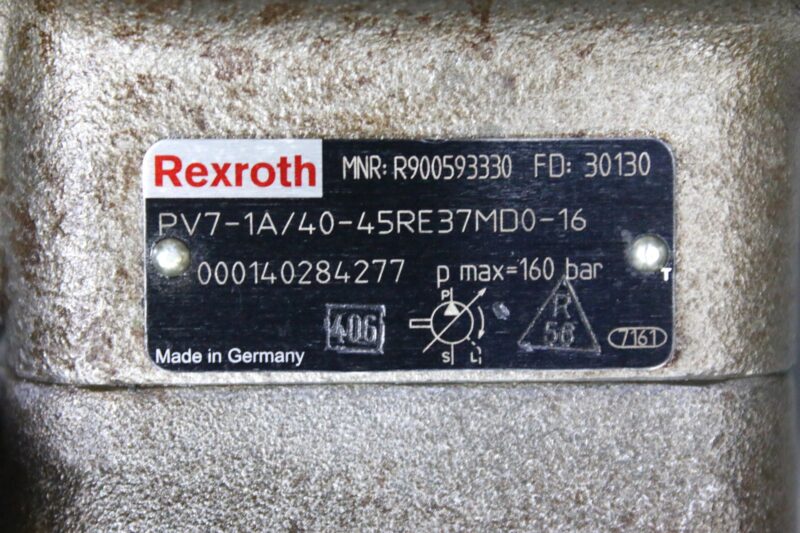 Rexroth MNR: R900593330 FD: 30130
PV7-1A/40-45RE37MD0-16
000140284277 p max=160 bar
P
R
406
56
7161
S L
Made in Germany
T